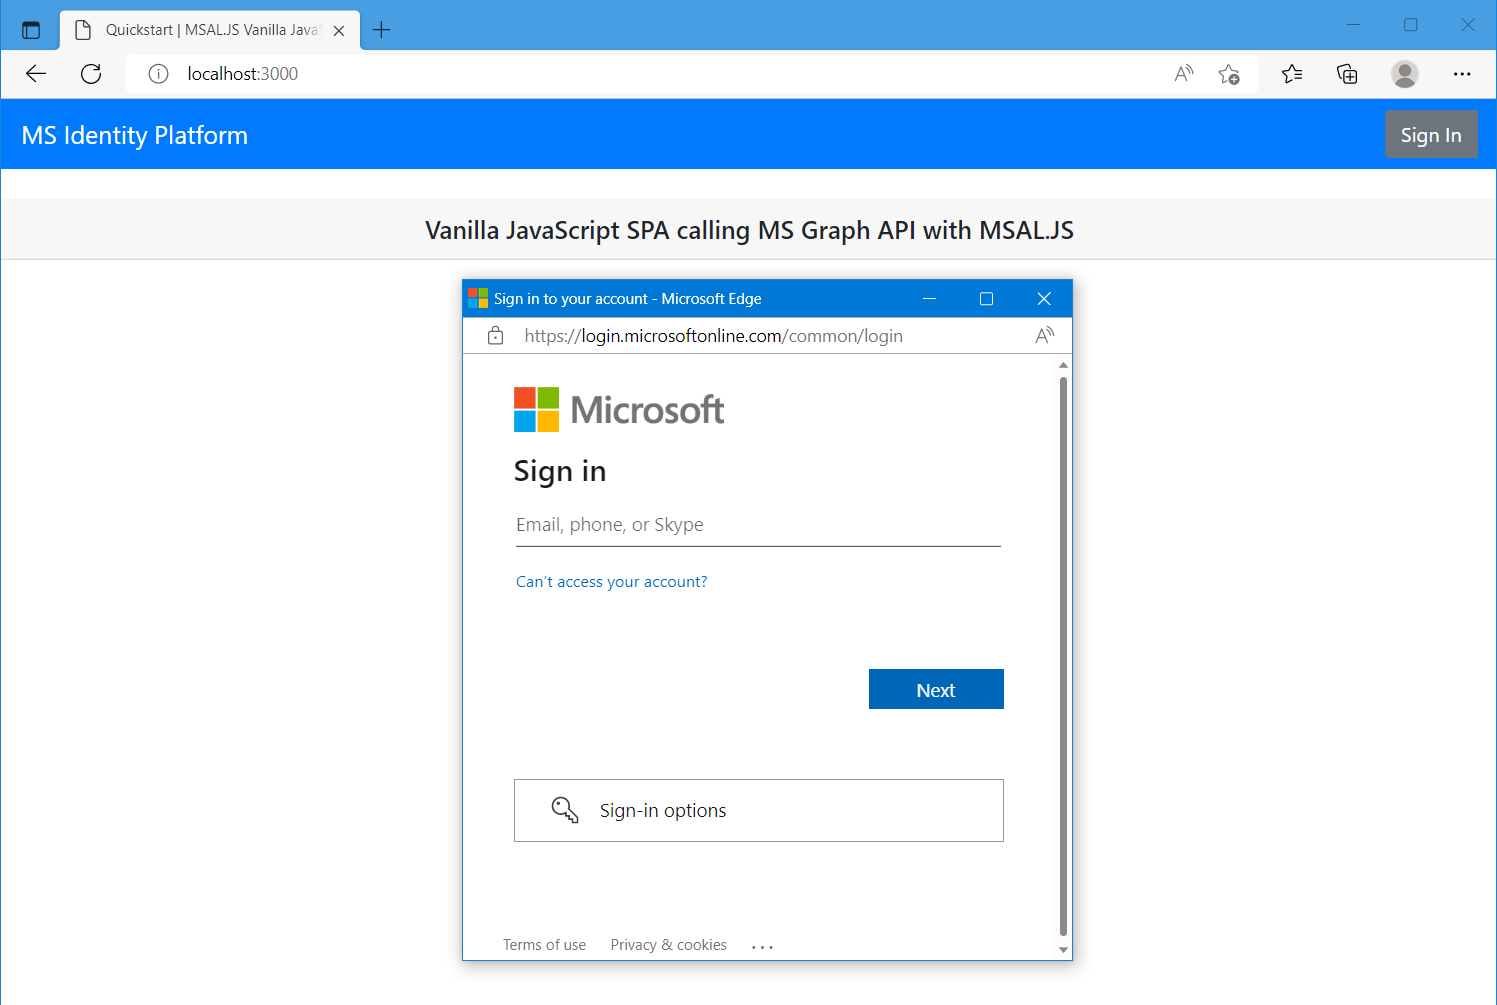 Quickstart | MSAL.JS Vanilla Java
localhost:3000
MS Identity Platform
Sign In
Vanilla JavaScript SPA calling MS Graph API with MSAL.JS
Sign in to your account - Microsoft Edge
https://login.microsoftonline.com/common/login
Microsoft
Sign in
Email, phone, or Skype
Can't access your account?
Next
Sign-in options
Terms of use Privacy & cookies ...